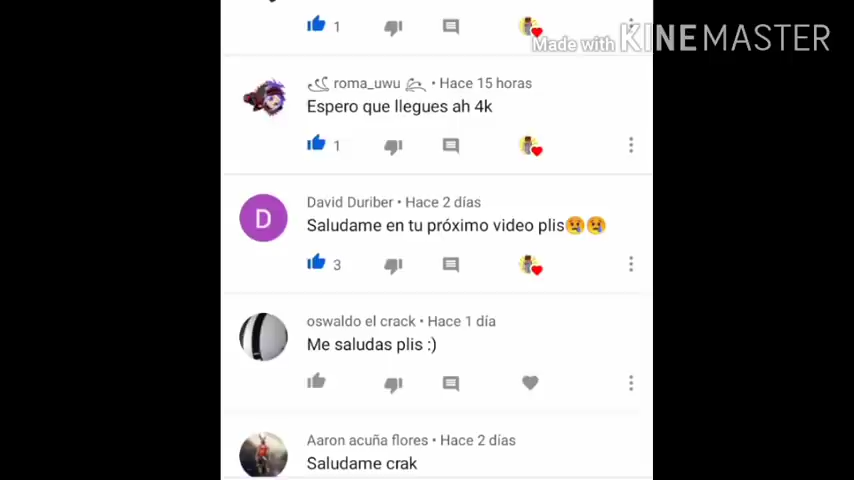 1
Made with KINEMASTER
roma_uwu • Hace 15 horas
Espero que llegues ah 4k
1
D
David Duriber • Hace 2 días
Saludame en tu próximo video plis😢😢
3
oswaldo el crack • Hace 1 día
Me saludas plis :)
Aaron acuña flores • Hace 2 días
Saludame crak